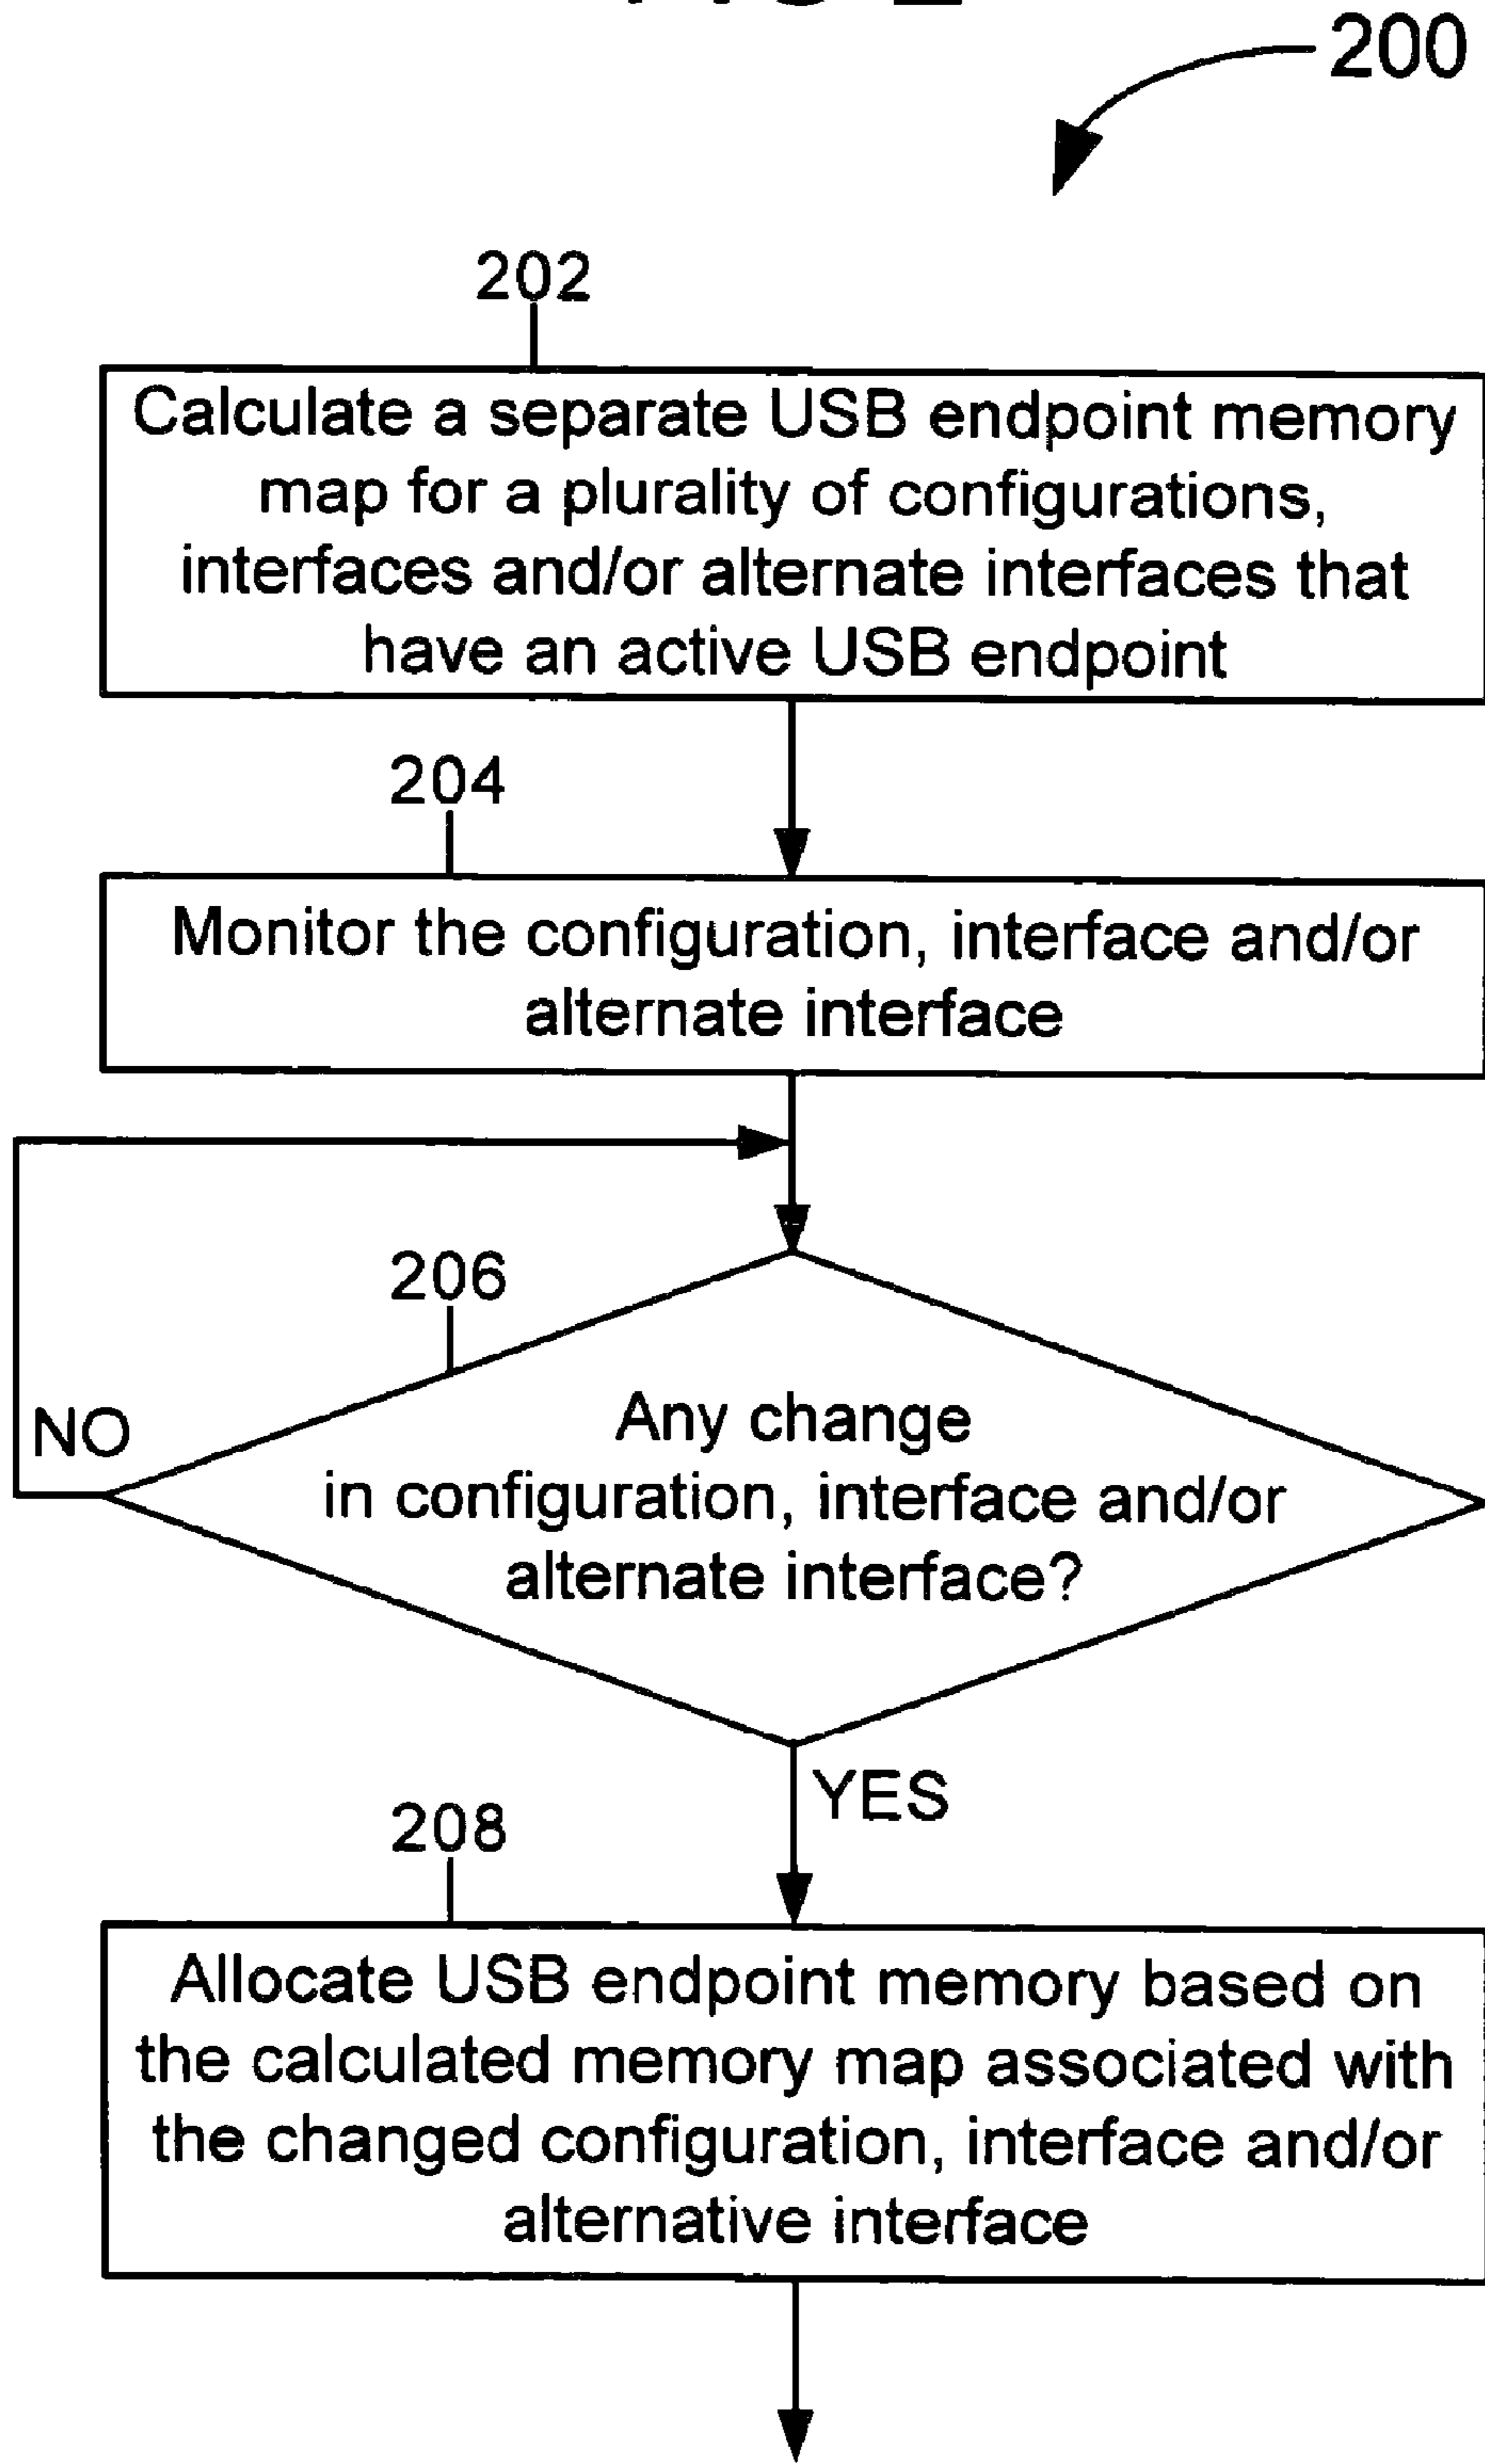 200
202
Calculate a separate USB endpoint memory
map for a plurality of configurations,
interfaces and/or alternate interfaces that
have an active USB endpoint
204
Monitor the configuration, interface and/or
alternate interface
206
NO
Any change
in configuration, interface and/or
alternate interface?
YES
208
Allocate USB endpoint memory based on
the calculated memory map associated with
the changed configuration, interface and/or
alternative interface